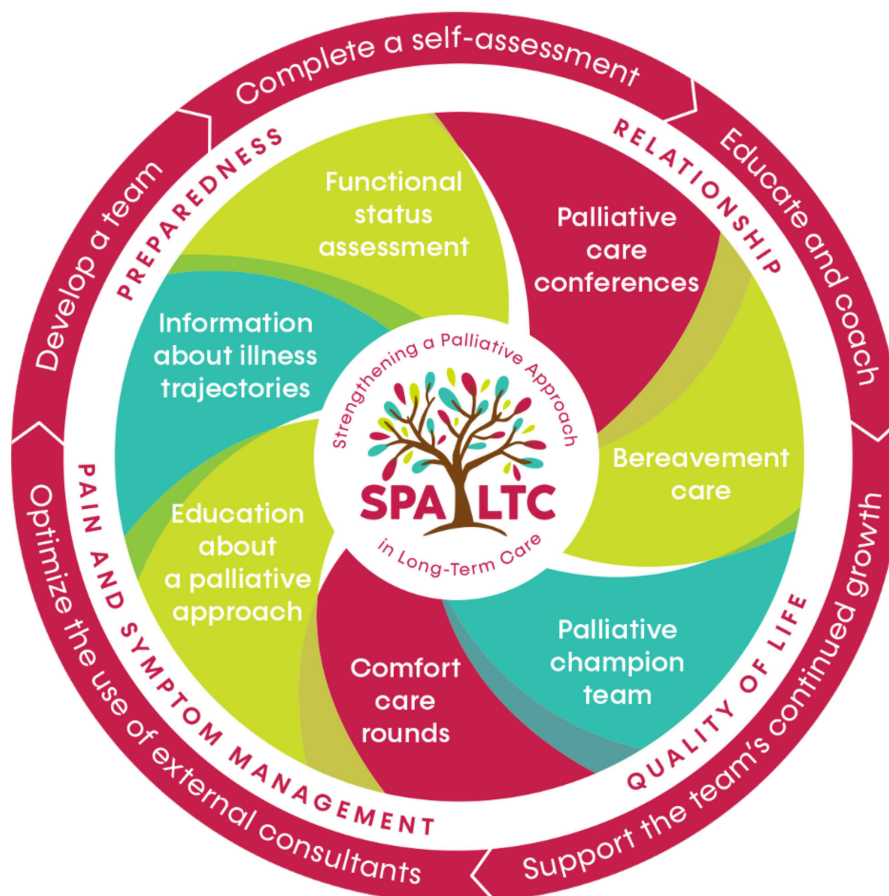 Develop a team
Complete a self-assessment
Educate and coach
Support the team's continued growth
Optimize the use of external consultants
PREPAREDNESS
RELATIONSHIP
QUALITY OF LIFE
PAIN AND SYMPTOM MANAGEMENT
Functional
status
assessment
Palliative
care
conferences
Bereavement
care
Palliative
champion
team
Comfort
care
rounds
Education
about
a palliative
approach
Information
about illness
trajectories
Strengthening a Palliative Approach
SPA LTC
in Long-Term Care